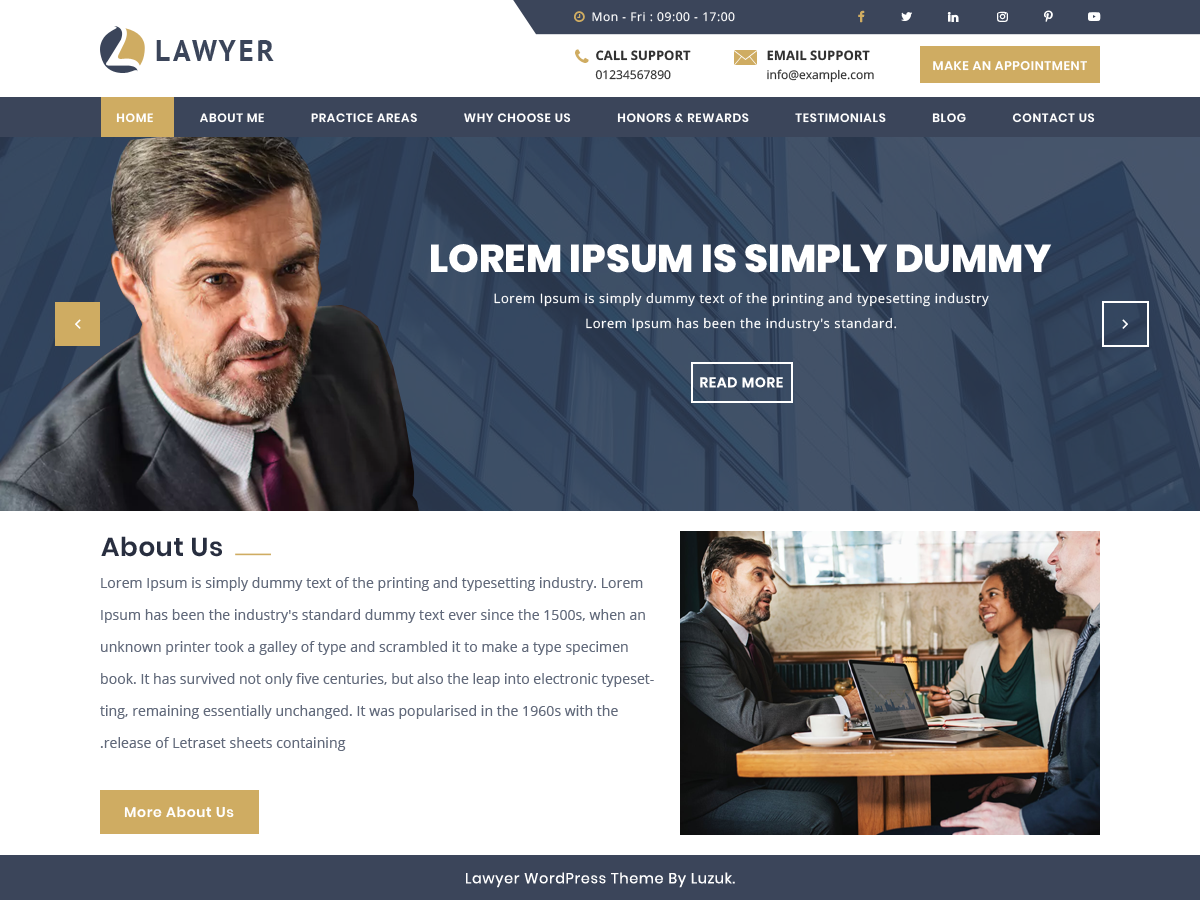 Mon - Fri : 09:00 - 17:00
LAWYER
CALL SUPPORT
01234567890
EMAIL SUPPORT
info@example.com
MAKE AN APPOINTMENT
HOME ABOUT ME PRACTICE AREAS WHY CHOOSE US HONORS & REWARDS TESTIMONIALS BLOG CONTACT US
LOREM IPSUM IS SIMPLY DUMMY
Lorem Ipsum is simply dummy text of the printing and typesetting industry
Lorem Ipsum has been the industry's standard.
READ MORE
About Us
Lorem Ipsum is simply dummy text of the printing and typesetting industry. Lorem
Ipsum has been the industry's standard dummy text ever since the 1500s, when an
unknown printer took a galley of type and scrambled it to make a type specimen
book. It has survived not only five centuries, but also the leap into electronic typeset-
ting, remaining essentially unchanged. It was popularised in the 1960s with the
.release of Letraset sheets containing
More About Us
Lawyer WordPress Theme By Luzuk.